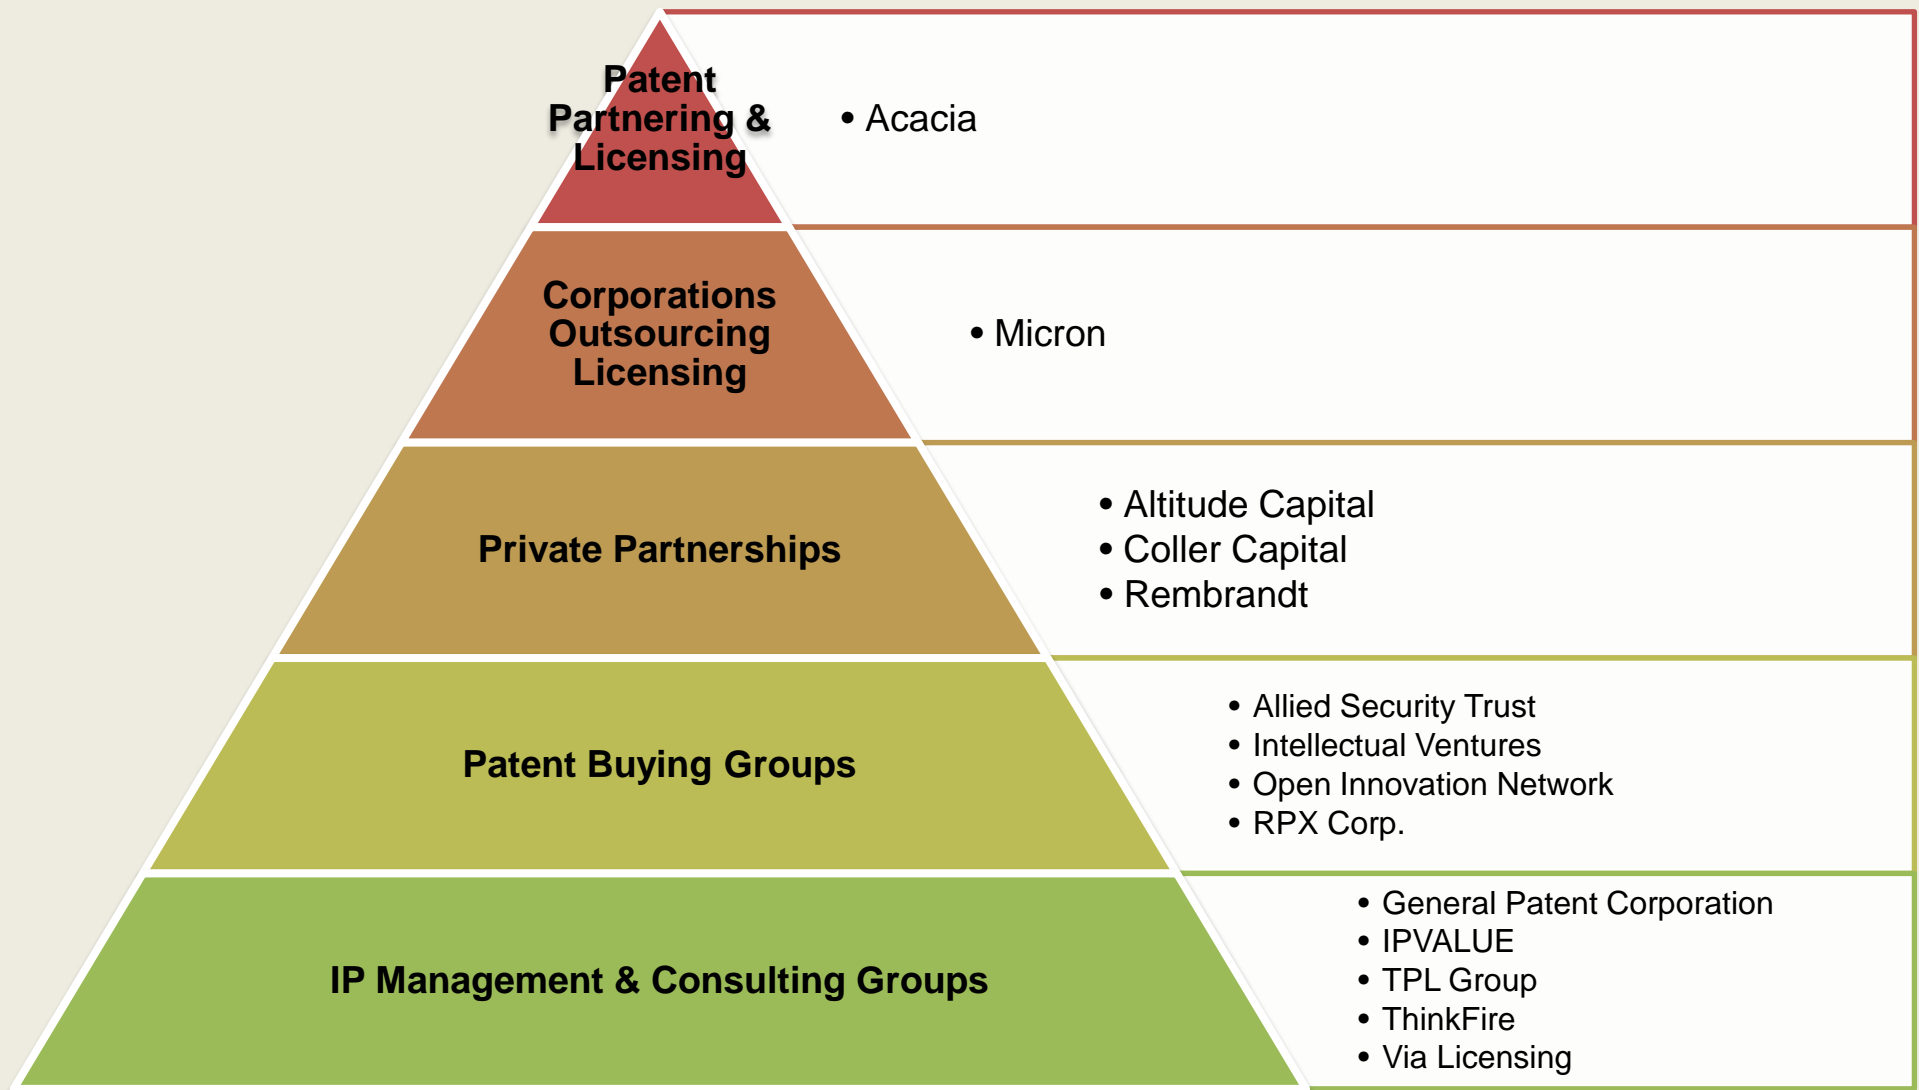 Patent
Partnering &
Licensing
• Acacia
Corporations
Outsourcing
Licensing
• Micron
Private Partnerships
• Altitude Capital
• Coller Capital
• Rembrandt
Patent Buying Groups
• Allied Security Trust
• Intellectual Ventures
• Open Innovation Network
• RPX Corp.
IP Management & Consulting Groups
• General Patent Corporation
• IPVALUE
• TPL Group
• ThinkFire
• Via Licensing